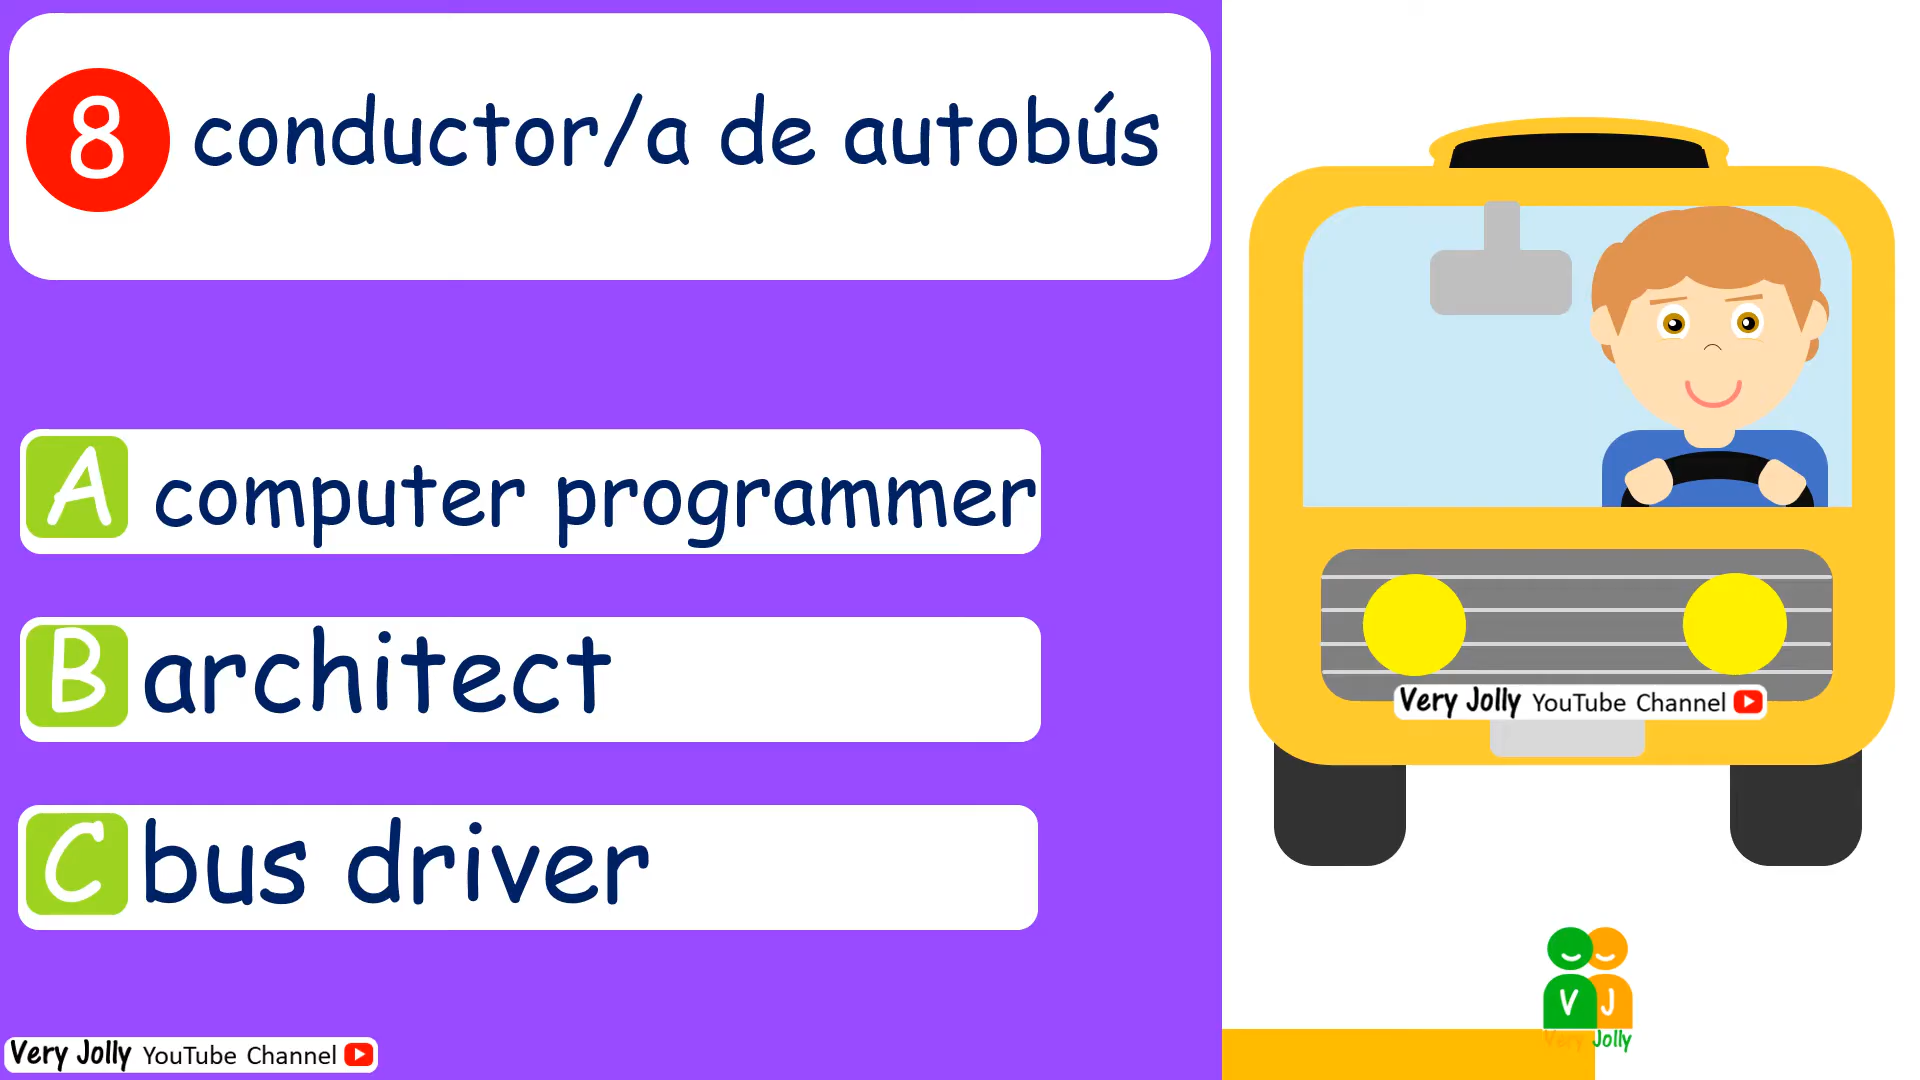 8 conductor/a de autobús
A computer programmer
B architect
C bus driver
Very Jolly YouTube Channel
V J
Very Jolly
Very Jolly YouTube Channel